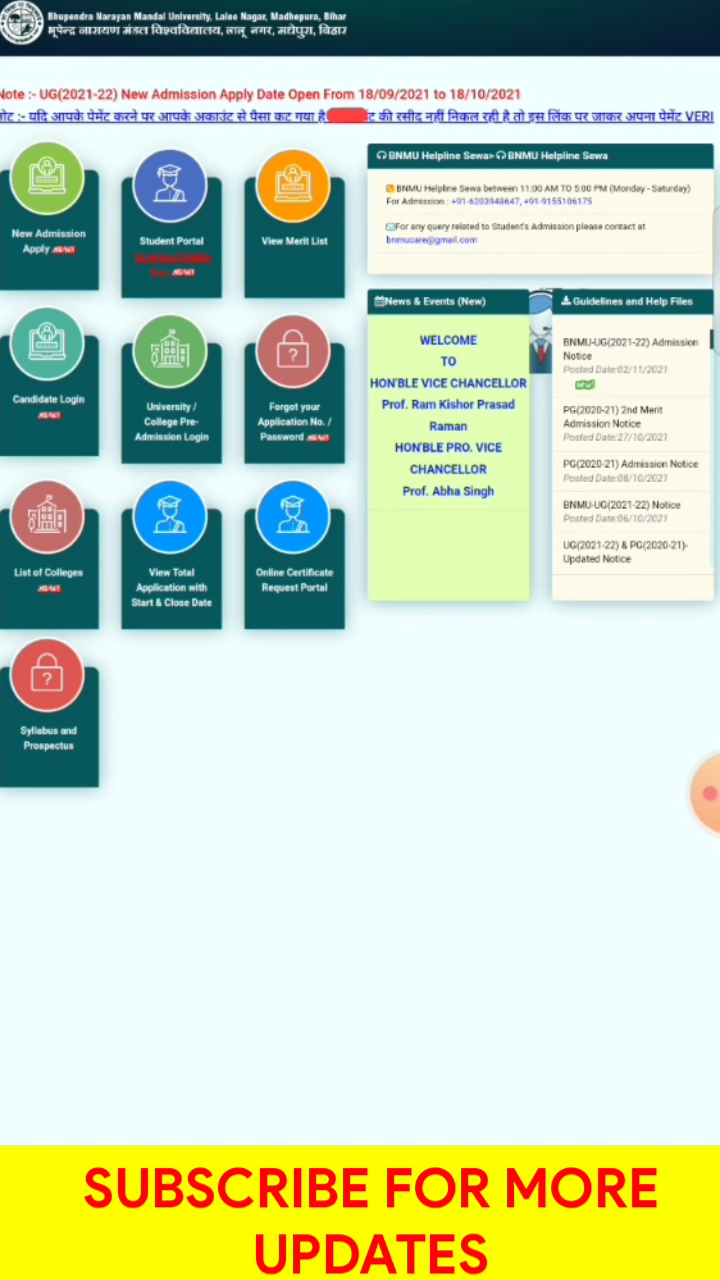 Bhupendra Narayan Mandal University, Laloo Nagar, Madhepura, Bihar
भूपेन्द्र नारायण मंडल विश्वविद्यालय, लालू नगर, मधेपुरा, बिहार
Note :- UG(2021-22) New Admission Apply Date Open From 18/09/2021 to 18/10/2021
नोट :- यदि आपके पेमेंट करने पर आपके अकाउंट से पैसा कट गया है की रसीद नहीं निकल रही है तो इस लिंक पर जाकर अपना पेमेंट VERI
New Admission
Apply
Student Portal
View Merit List
Candidate Login
University /
College Pre-
Admission Login
Forgot your
Application No. /
Password
List of Colleges
View Total
Application with
Start & Close Date
Online Certificate
Request Portal
Syllabus and
Prospectus
BNMU Helpline Sewa> BNMU Helpline Sewa
BNMU Helpline Sewa between 11:00 AM TO 5:00 PM (Monday - Saturday)
For Admission : +91-6203948647, +91-9155106175
For any query related to Student's Admission please contact at
bnmucare@gmail.com
News & Events (New)
WELCOME
TO
HON'BLE VICE CHANCELLOR
Prof. Ram Kishor Prasad
Raman
HON'BLE PRO. VICE
CHANCELLOR
Prof. Abha Singh
Guidelines and Help Files
BNMU-UG(2021-22) Admission
Notice
Posted Date:02/11/2021
PG(2020-21) 2nd Merit
Admission Notice
Posted Date:27/10/2021
PG(2020-21) Admission Notice
Posted Date:08/10/2021
BNMU-UG(2021-22) Notice
Posted Date:06/10/2021
UG(2021-22) & PG(2020-21)-
Updated Notice
SUBSCRIBE FOR MORE
UPDATES